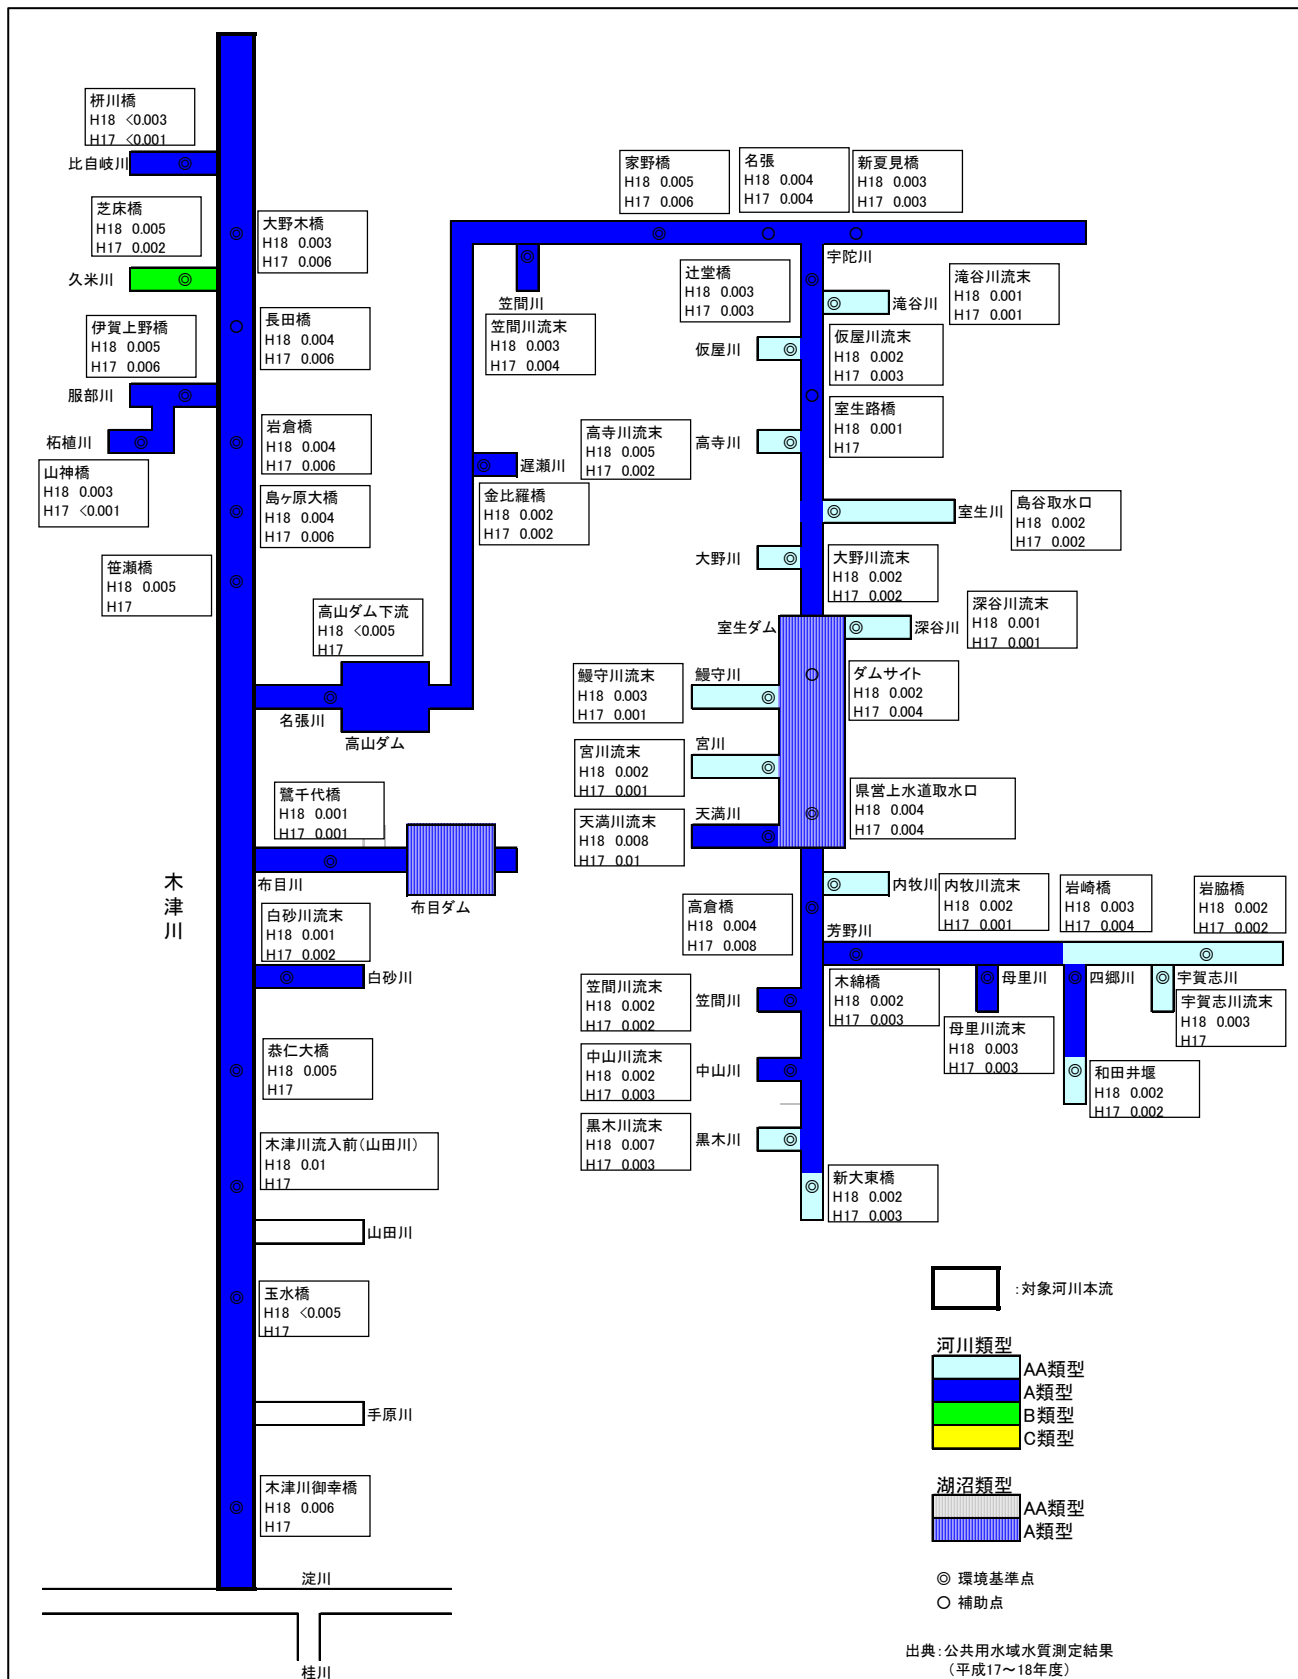 枅川橋
H18 <0.003
H17 <0.001
比自岐川
芝床橋
H18 0.005
H17 0.002
久米川
伊賀上野橋
H18 0.005
H17 0.006
服部川
柘植川
山神橋
H18 0.003
H17 <0.001
大野木橋
H18 0.003
H17 0.006
長田橋
H18 0.004
H17 0.006
岩倉橋
H18 0.004
H17 0.006
島ヶ原大橋
H18 0.004
H17 0.006
笹瀬橋
H18 0.005
H17
高山ダム下流
H18 <0.005
H17
名張川
高山ダム
鷺千代橋
H18 0.001
H17 0.001
布目川
布目ダム
木津川
白砂川流末
H18 0.001
H17 0.002
白砂川
恭仁大橋
H18 0.005
H17
木津川流入前(山田川)
H18 0.01
H17
山田川
玉水橋
H18 <0.005
H17
手原川
木津川御幸橋
H18 0.006
H17
淀川
桂川
家野橋
H18 0.005
H17 0.006
名張
H18 0.004
H17 0.004
新夏見橋
H18 0.003
H17 0.003
宇陀川
笠間川
笠間川流末
H18 0.003
H17 0.004
辻堂橋
H18 0.003
H17 0.003
滝谷川
滝谷川流末
H18 0.001
H17 0.001
仮屋川
仮屋川流末
H18 0.002
H17 0.003
室生路橋
H18 0.001
H17
高寺川流末
H18 0.005
H17 0.002
高寺川
遅瀬川
金比羅橋
H18 0.002
H17 0.002
室生川
島谷取水口
H18 0.002
H17 0.002
大野川
大野川流末
H18 0.002
H17 0.002
室生ダム
深谷川
深谷川流末
H18 0.001
H17 0.001
鰻守川流末
H18 0.003
H17 0.001
鰻守川
ダムサイト
H18 0.002
H17 0.004
宮川流末
H18 0.002
H17 0.001
宮川
天満川流末
H18 0.008
H17 0.01
天満川
県営上水道取水口
H18 0.004
H17 0.004
内牧川
内牧川流末
H18 0.002
H17 0.001
岩崎橋
H18 0.003
H17 0.004
岩脇橋
H18 0.002
H17 0.002
高倉橋
H18 0.004
H17 0.008
芳野川
木綿橋
H18 0.002
H17 0.003
母里川
母里川流末
H18 0.003
H17 0.003
四郷川
宇賀志川
宇賀志川流末
H18 0.003
H17
和田井堰
H18 0.002
H17 0.002
笠間川流末
H18 0.002
H17 0.002
笠間川
中山川流末
H18 0.002
H17 0.003
中山川
黒木川流末
H18 0.007
H17 0.003
黒木川
新大東橋
H18 0.002
H17 0.003
:対象河川本流
河川類型
AA類型
A類型
B類型
C類型
湖沼類型
AA類型
A類型
◎ 環境基準点
○ 補助点
出典:公共用水域水質測定結果
(平成17～18年度)